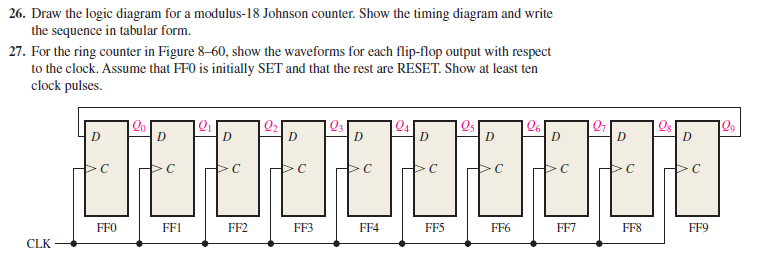 26. Draw the logic diagram for a modulus-18 Johnson counter. Show the timing diagram and write
the sequence in tabular form.
27. For the ring counter in Figure 8–60, show the waveforms for each flip-flop output with respect
to the clock. Assume that FF0 is initially SET and that the rest are RESET. Show at least ten
clock pulses.
Q0 Q1 Q2 Q3 Q4 Q5 Q6 Q7 Q8 Q9
D D D D D D D D D D
C C C C C C C C C C
FF0 FF1 FF2 FF3 FF4 FF5 FF6 FF7 FF8 FF9
CLK